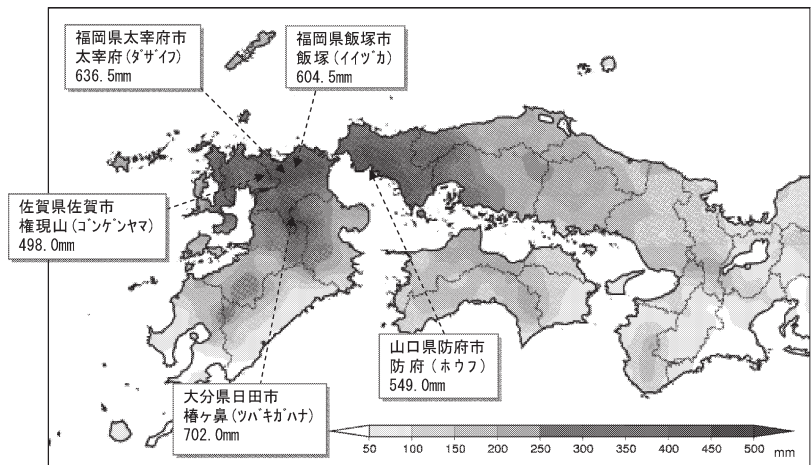 福岡県太宰府市
太宰府(ﾀﾞｻﾞｲﾌ)
636.5mm
福岡県飯塚市
飯塚(ｲｲﾂﾞｶ)
604.5mm
佐賀県佐賀市
権現山(ｺﾞﾝｹﾞﾝﾔﾏ)
498.0mm
山口県防府市
防府(ﾎｳﾌ)
549.0mm
大分県日田市
椿ヶ鼻(ﾂﾊﾞｷｶﾞﾊﾅ)
702.0mm
50 100 150 200 250 300 350 400 450 500 mm